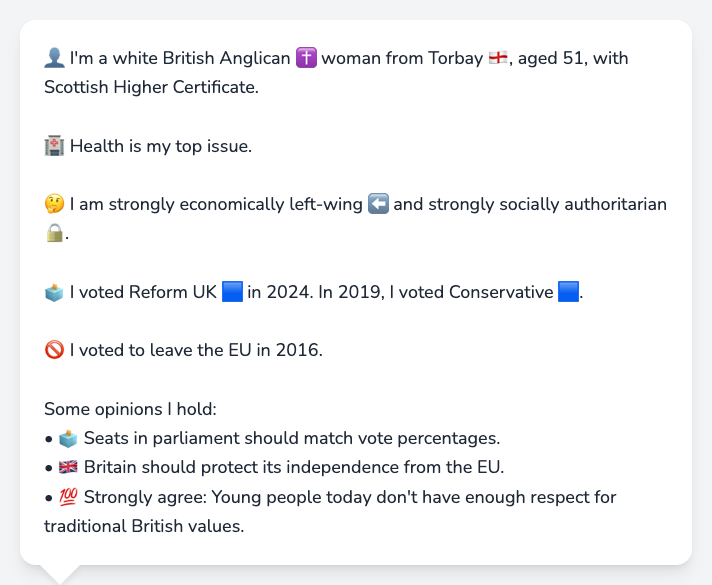 👤 I'm a white British Anglican ✝️ woman from Torbay 🏴󠁧󠁢󠁥󠁮󠁧󠁿, aged 51, with
Scottish Higher Certificate.
🏥 Health is my top issue.
🤔 I am strongly economically left-wing ⬅️ and strongly socially authoritarian
🔒.
🗳️ I voted Reform UK 🟦 in 2024. In 2019, I voted Conservative 🟦.
🚫 I voted to leave the EU in 2016.
Some opinions I hold:
• 🗳️ Seats in parliament should match vote percentages.
• 🇬🇧 Britain should protect its independence from the EU.
• 💯 Strongly agree: Young people today don't have enough respect for
traditional British values.